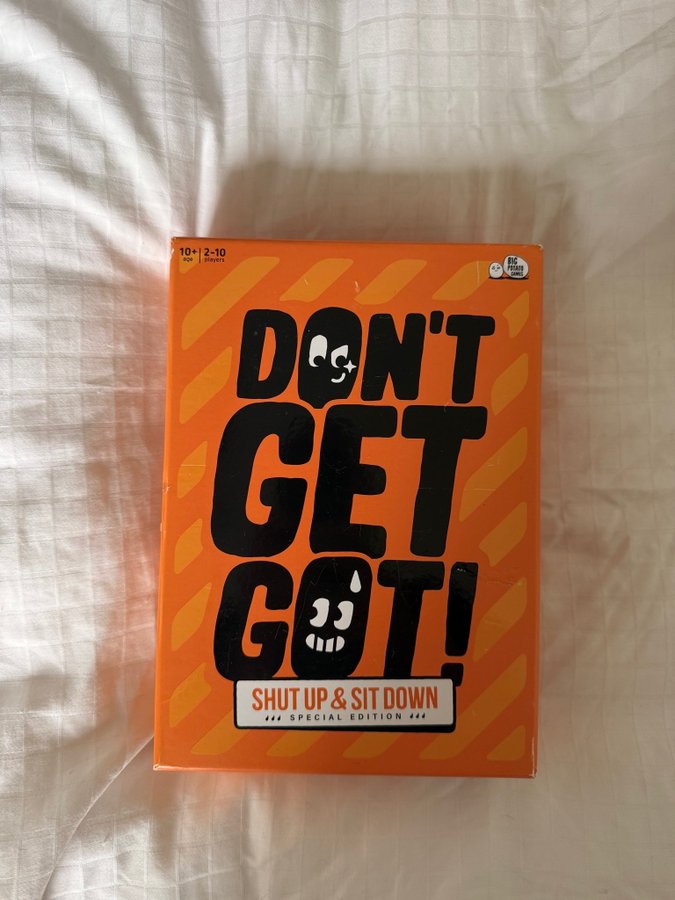 10+ | 2-10
age players
BIG
POTATO
GAMES
DON'T
GET
GOT!
SHUT UP & SIT DOWN
SPECIAL EDITION